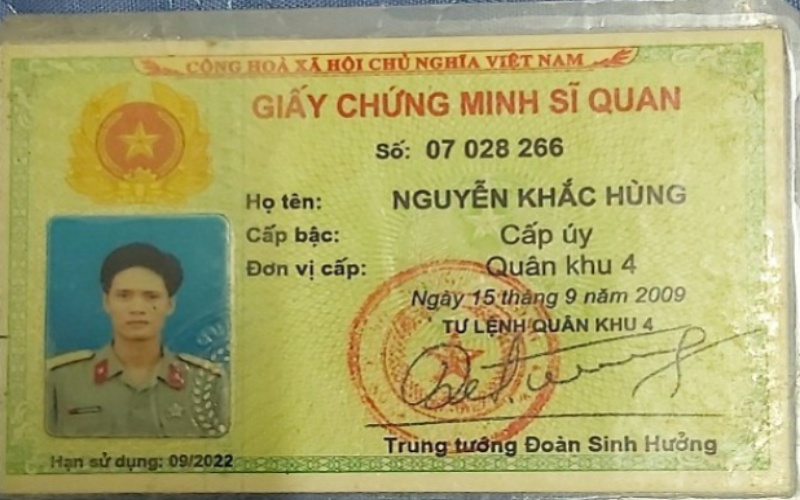 CỘNG HOÀ XÃ HỘI CHỦ NGHĨA VIỆT NAM
GIẤY CHỨNG MINH SĨ QUAN
Số: 07 028 266
Họ tên: NGUYỄN KHẮC HÙNG
Cấp bậc: Cấp úy
Đơn vị cấp: Quân khu 4
Ngày 15 tháng 9 năm 2009
TƯ LỆNH QUÂN KHU 4
Trung tướng Đoàn Sinh Hưởng
Hạn sử dụng: 09/2022